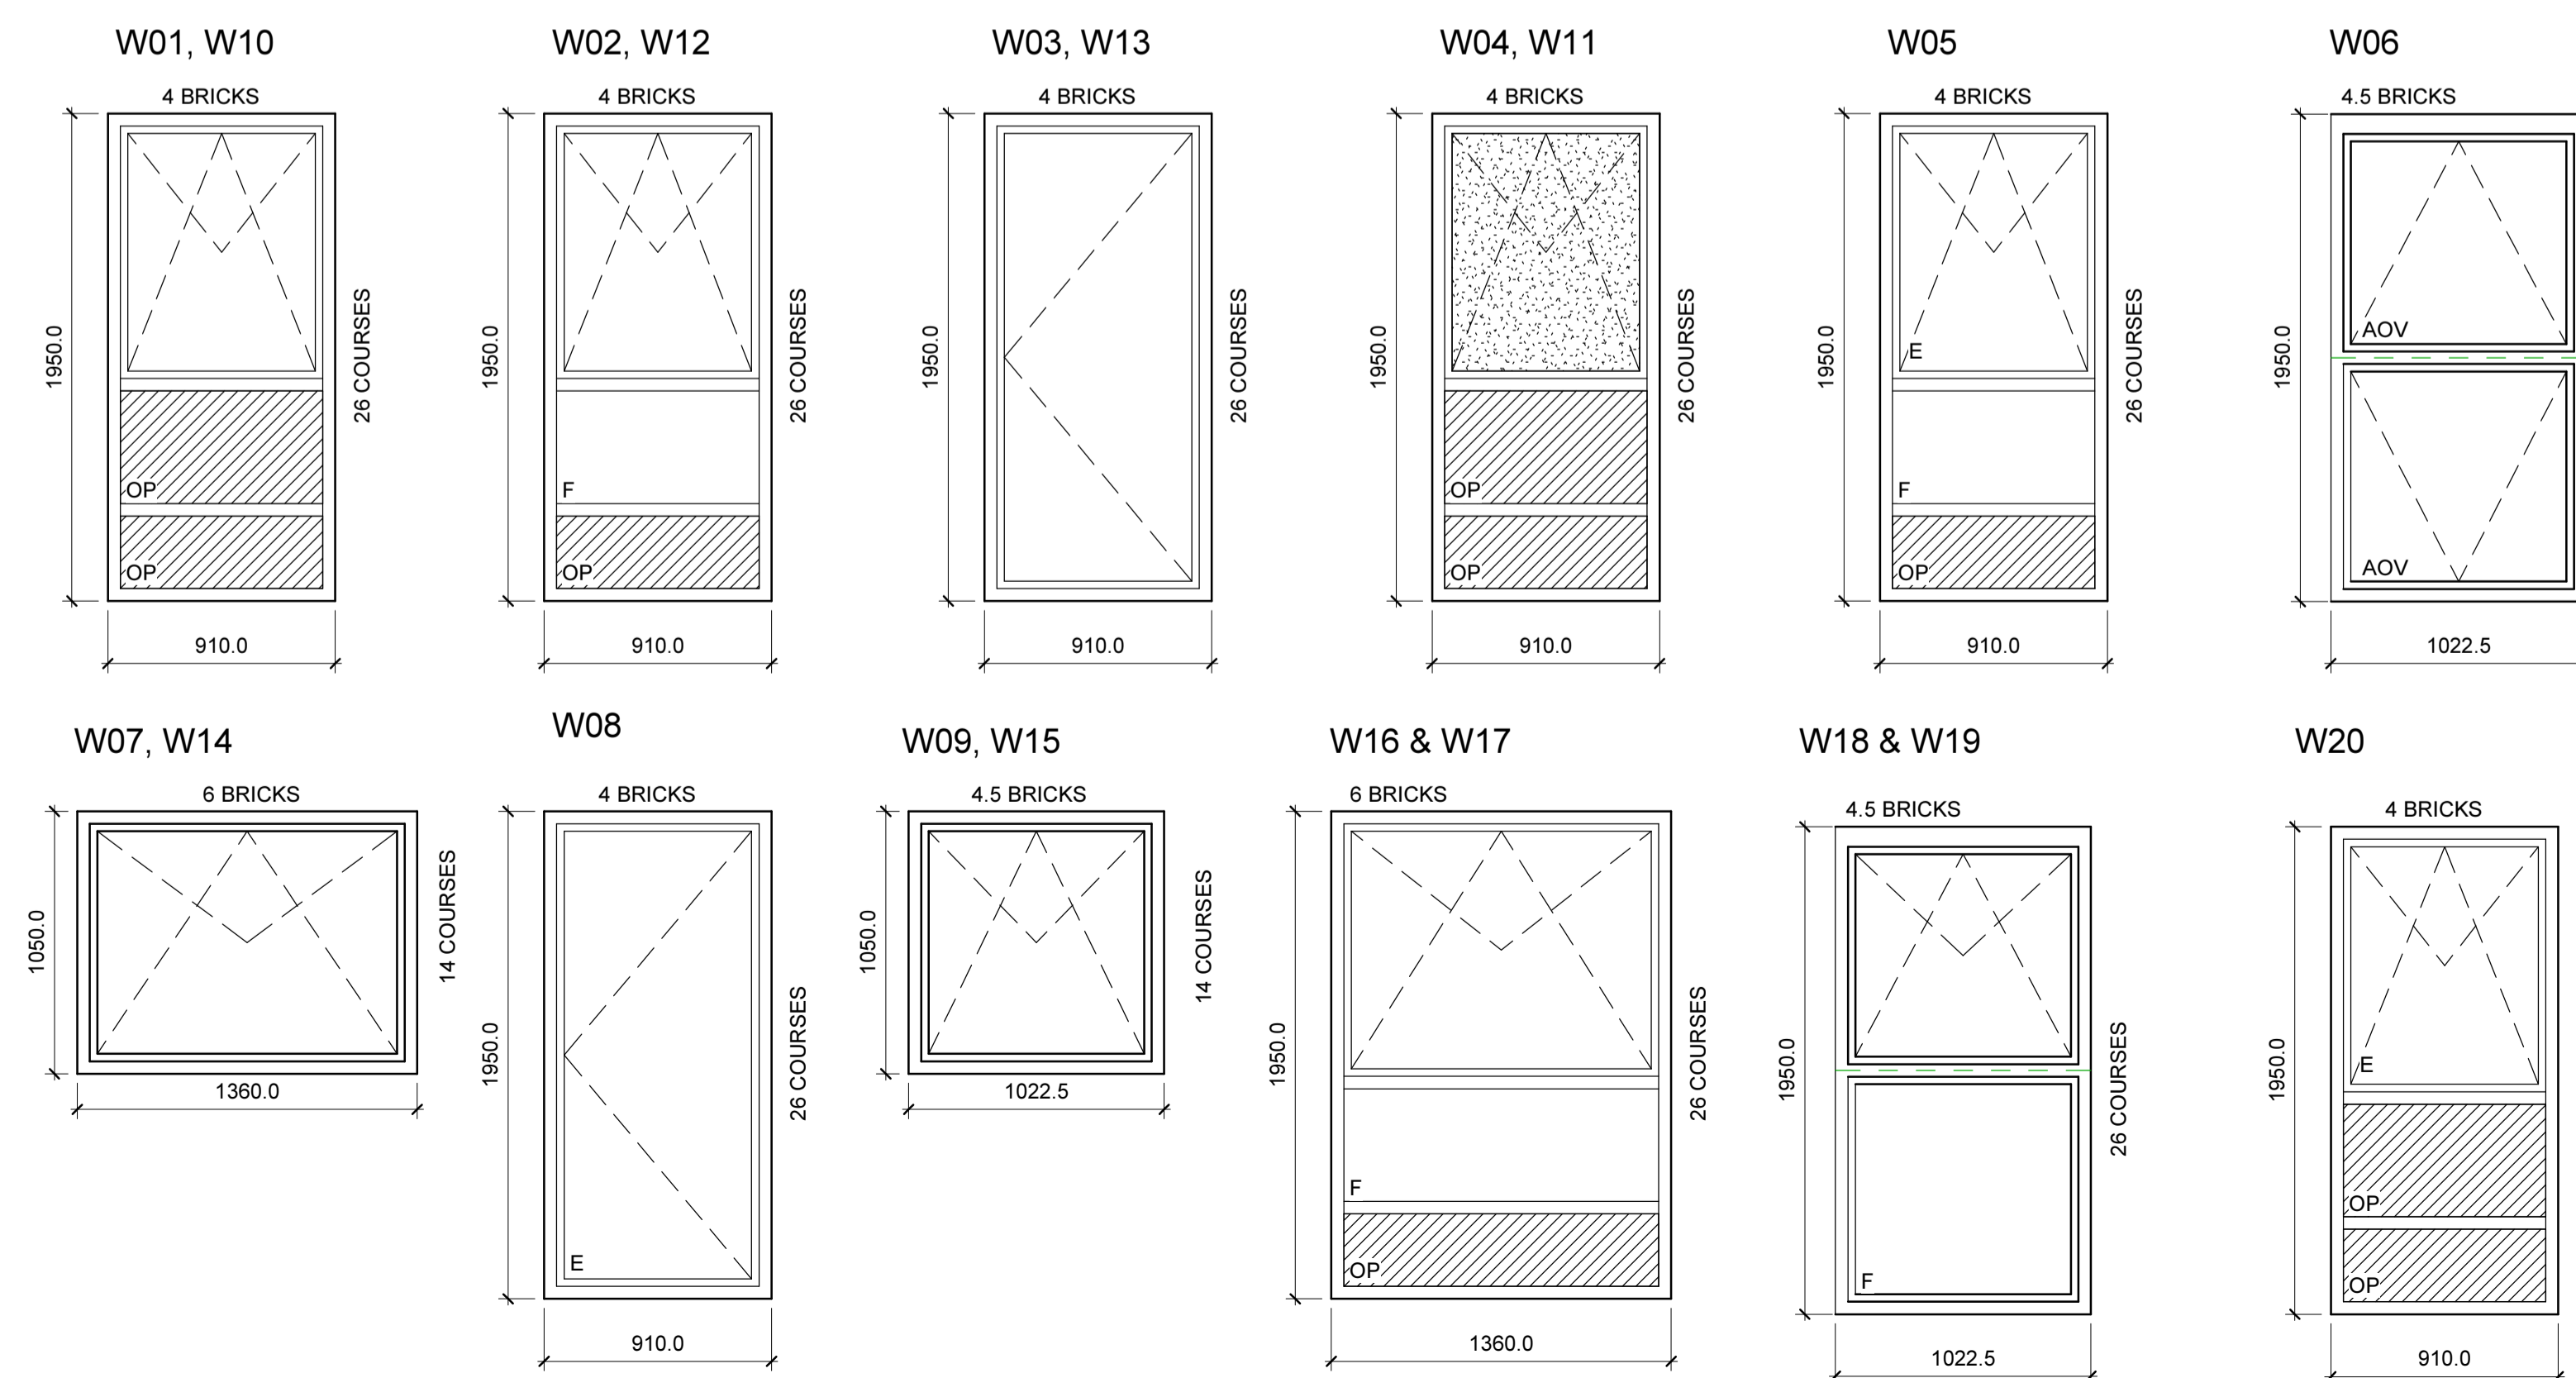 W01, W10
4 BRICKS
1950.0
26 COURSES
OP
OP
910.0
W02, W12
4 BRICKS
1950.0
26 COURSES
F
OP
910.0
W03, W13
4 BRICKS
1950.0
26 COURSES
910.0
W04, W11
4 BRICKS
1950.0
26 COURSES
OP
OP
910.0
W05
4 BRICKS
1950.0
26 COURSES
E
F
OP
910.0
W06
4.5 BRICKS
1950.0
AOV
AOV
1022.5
W07, W14
6 BRICKS
1050.0
14 COURSES
1360.0
W08
4 BRICKS
1950.0
26 COURSES
E
910.0
W09, W15
4.5 BRICKS
1050.0
14 COURSES
1022.5
W16 & W17
6 BRICKS
1950.0
26 COURSES
F
OP
1360.0
W18 & W19
4.5 BRICKS
1950.0
26 COURSES
F
1022.5
W20
4 BRICKS
1950.0
E
OP
OP
910.0